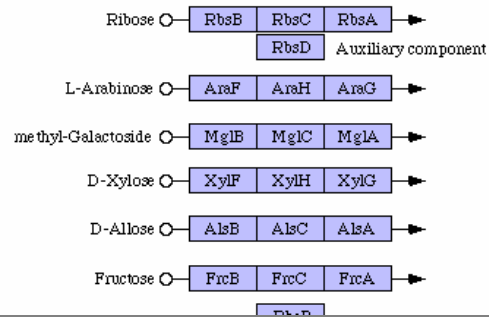 Ribose RbsB RbsC RbsA
RbsD Auxiliary component
L-Arabinose AraF AraH AraG
methyl-Galactoside MglB MglC MglA
D-Xylose XylF XylH XylG
D-Allose AlsB AlsC AlsA
Fructose FrcB FrcC FrcA